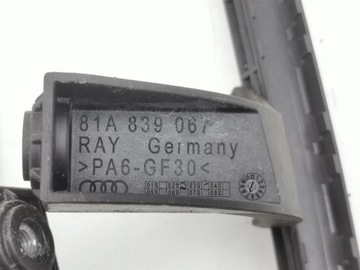 81A 839 067
RAY Germany
>PA6-GF30<